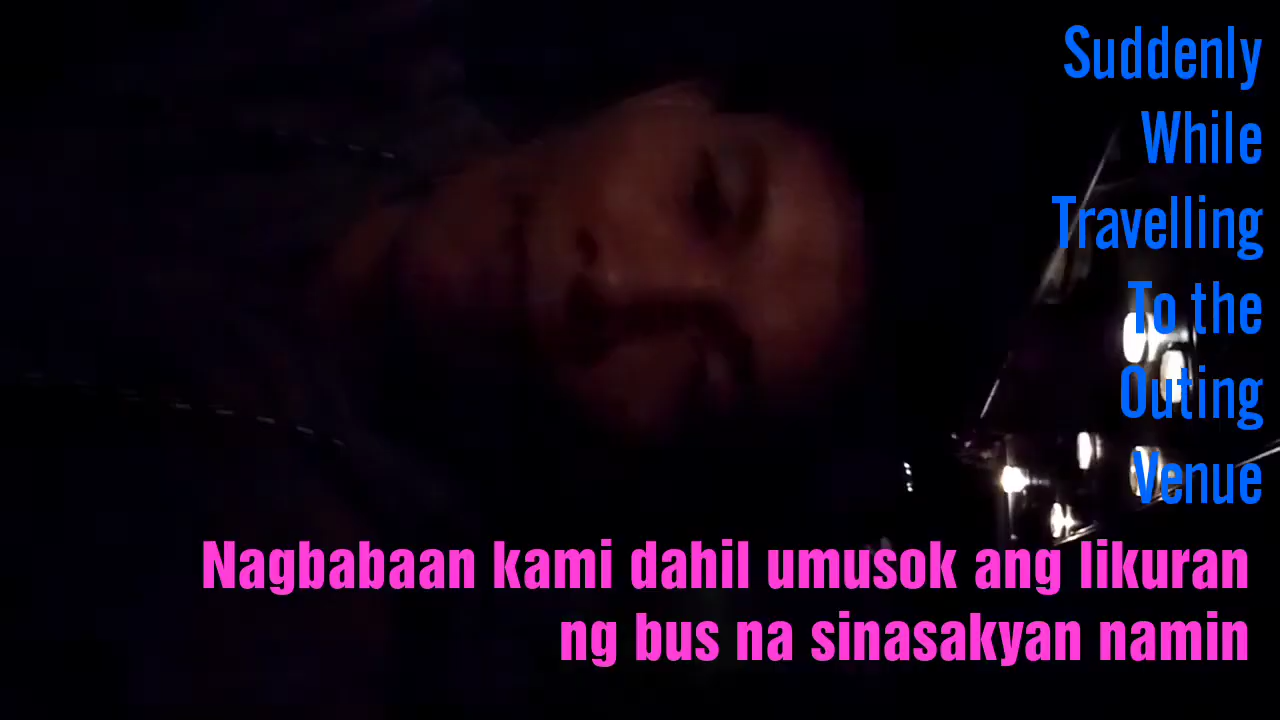 Suddenly
While
Travelling
To the
Outing
Venue
Nagbabaan kami dahil umusok ang likuran
ng bus na sinasakyan namin